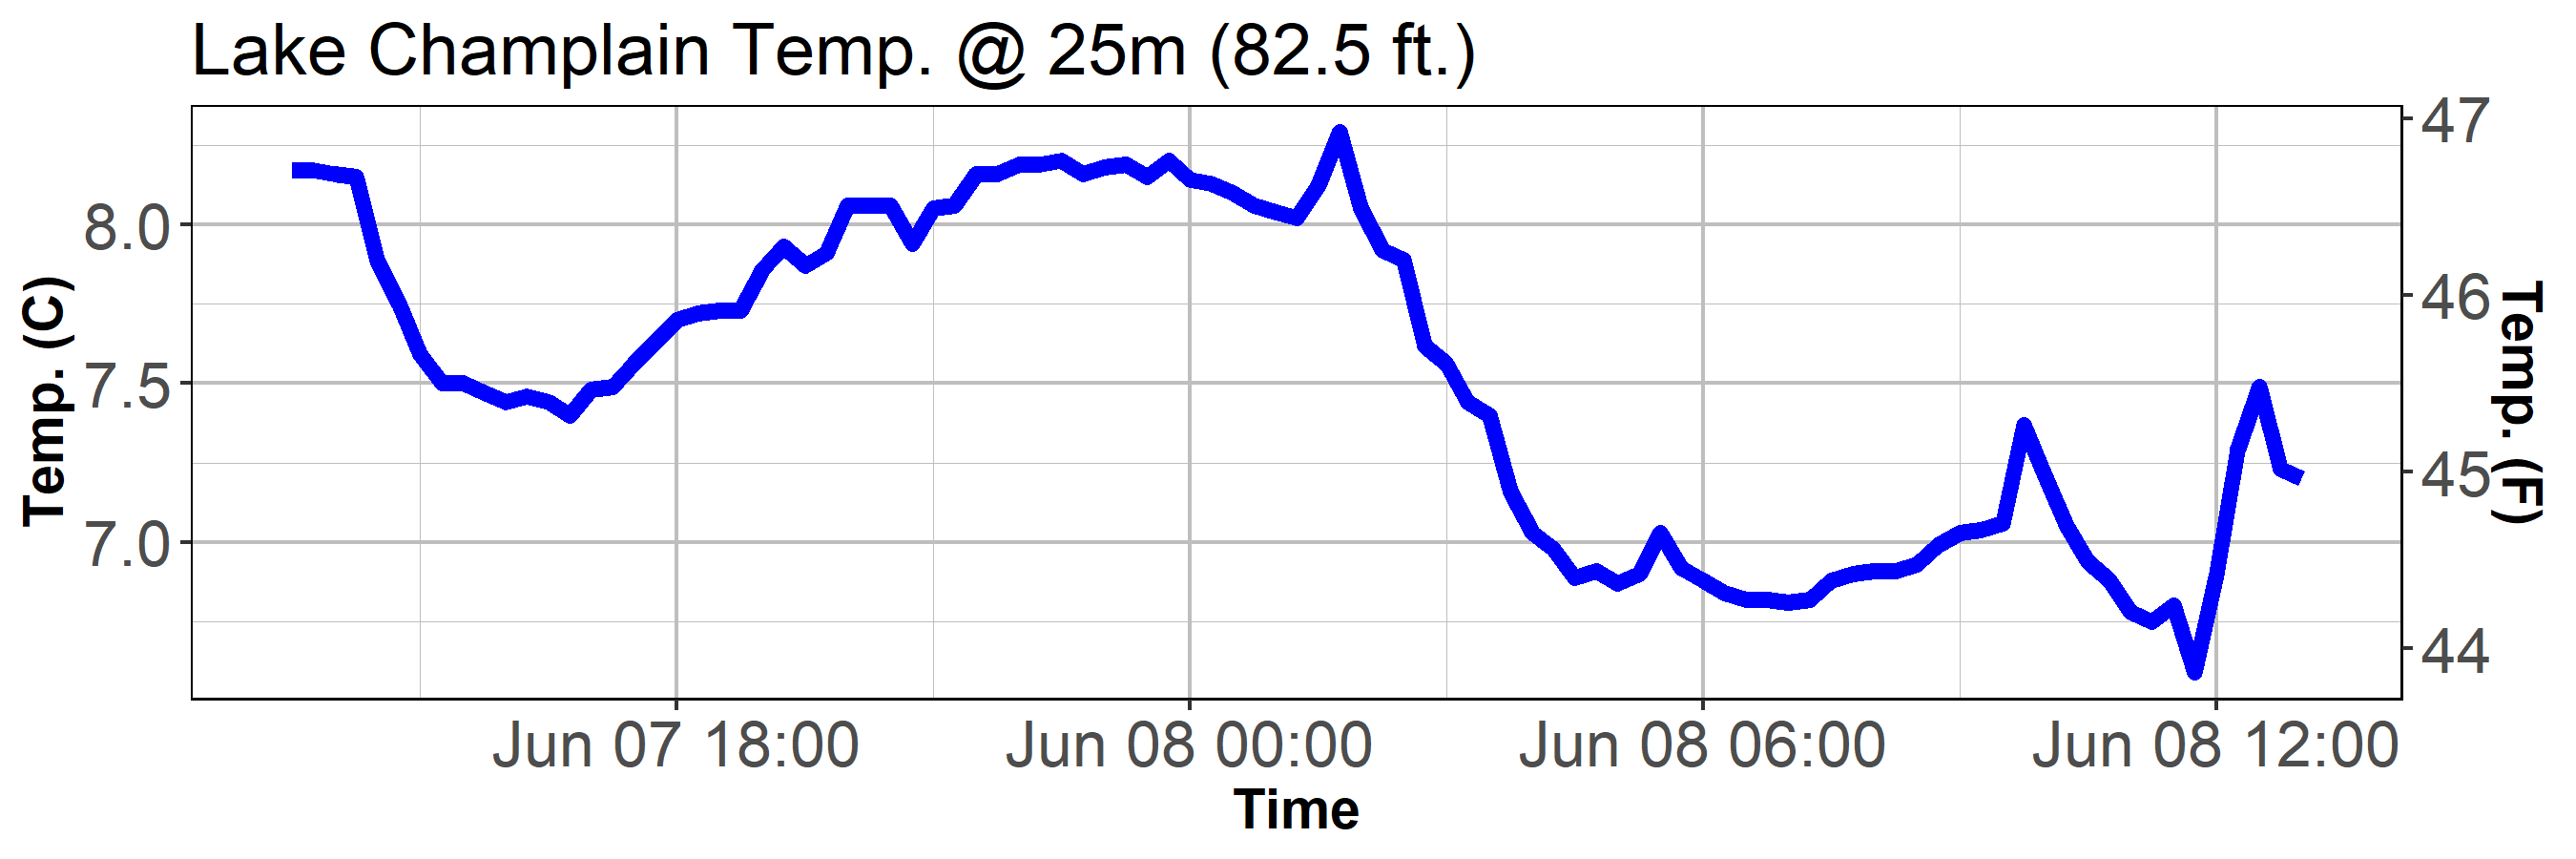 Lake Champlain Temp. @ 25m (82.5 ft.)
Temp. (C)
8.0
7.5
7.0
47
46
45
44
Temp. (F)
Jun 07 18:00 Jun 08 00:00 Jun 08 06:00 Jun 08 12:00
Time